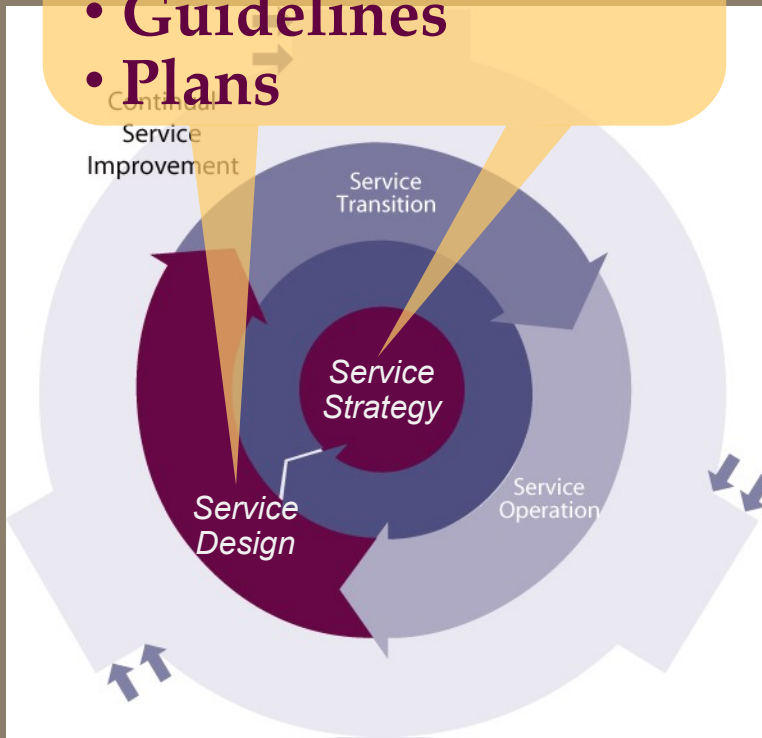 • Guidelines
• Plans
Continual
Service
Improvement
Service
Transition
Service
Strategy
Service
Operation
Service
Design